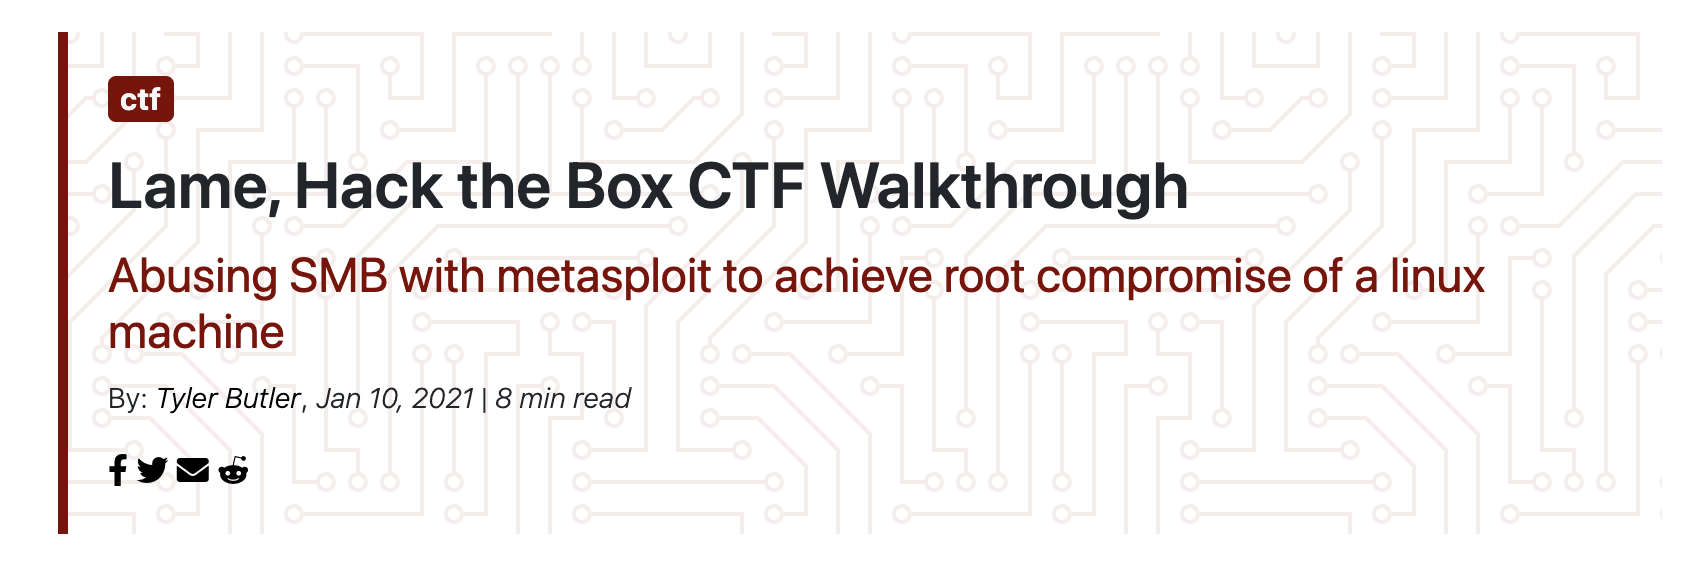 ctf
Lame, Hack the Box CTF Walkthrough
Abusing SMB with metasploit to achieve root compromise of a linux
machine
By: Tyler Butler, Jan 10, 2021 | 8 min read